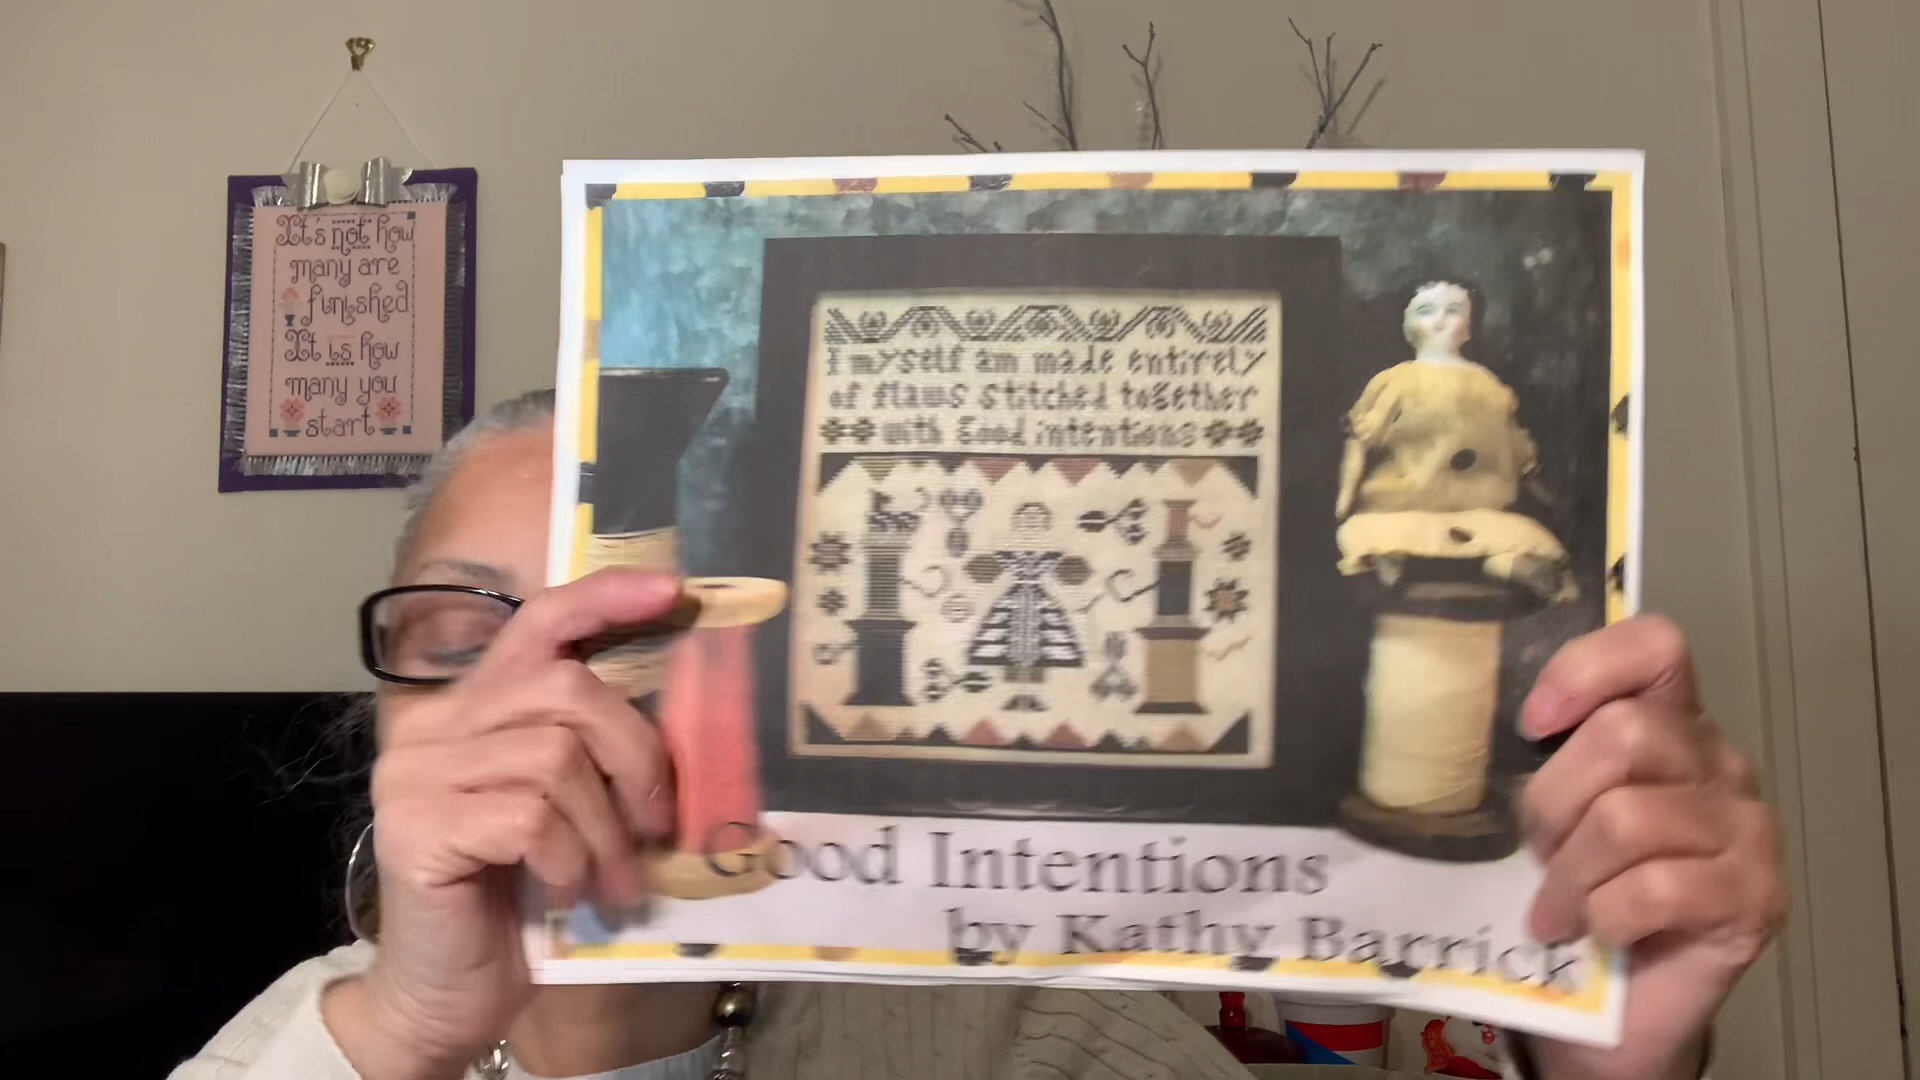 It's not how
many are
finished
It is how
many you
start
I myself am made entirely
of flaws stitched together
with Good intentions
Good Intentions
by Kathy Barrick